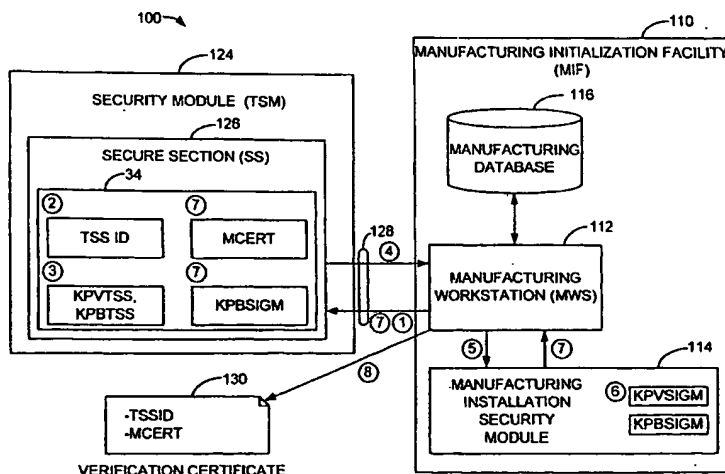 100
124
SECURITY MODULE (TSM)
128
SECURE SECTION (SS)
34
②
TSS ID
⑦
MCERT
③
KPVTSS,
KPBTSS
⑦
KPBSIGM
128
④
⑦ ①
110
MANUFACTURING INITIALIZATION FACILITY
(MIF)
116
MANUFACTURING
DATABASE
112
MANUFACTURING
WORKSTATION (MWS)
⑤
⑦
114
MANUFACTURING
INSTALLATION
SECURITY
MODULE
⑥
KPVSIGM
KPBSIGM
⑧
130
-TSSID
-MCERT
VERIFICATION CERTIFICATE